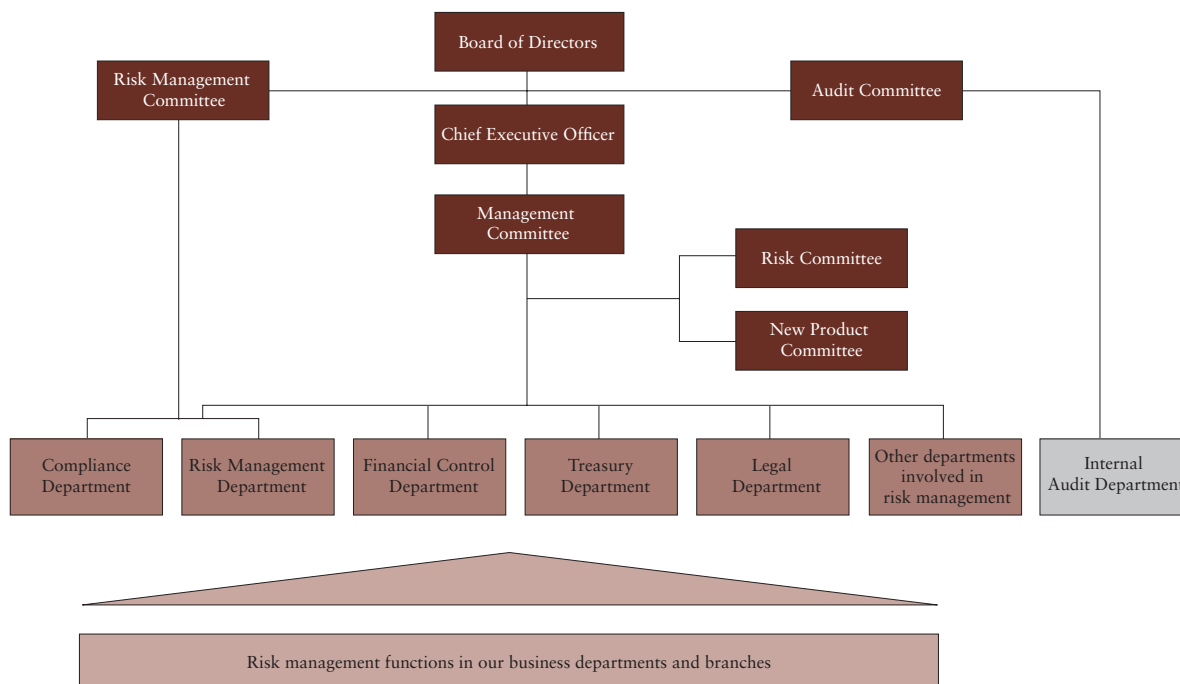 Board of Directors
Risk Management
Committee
Audit Committee
Chief Executive Officer
Management
Committee
Risk Committee
New Product
Committee
Compliance
Department
Risk Management
Department
Financial Control
Department
Treasury
Department
Legal
Department
Other departments
involved in
risk management
Internal
Audit Department
Risk management functions in our business departments and branches